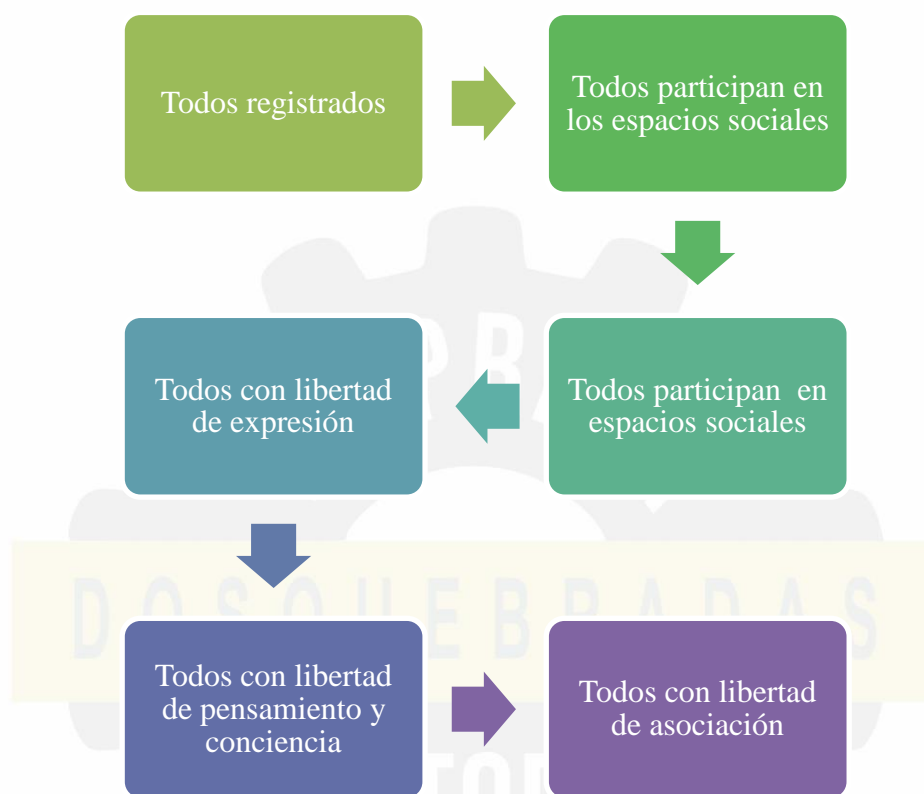 Todos registrados
Todos participan en
los espacios sociales
Todos participan  en
espacios sociales
Todos con libertad
de expresión
Todos con libertad
de pensamiento y
conciencia
Todos con libertad
de asociación
DOSQUEBRADAS